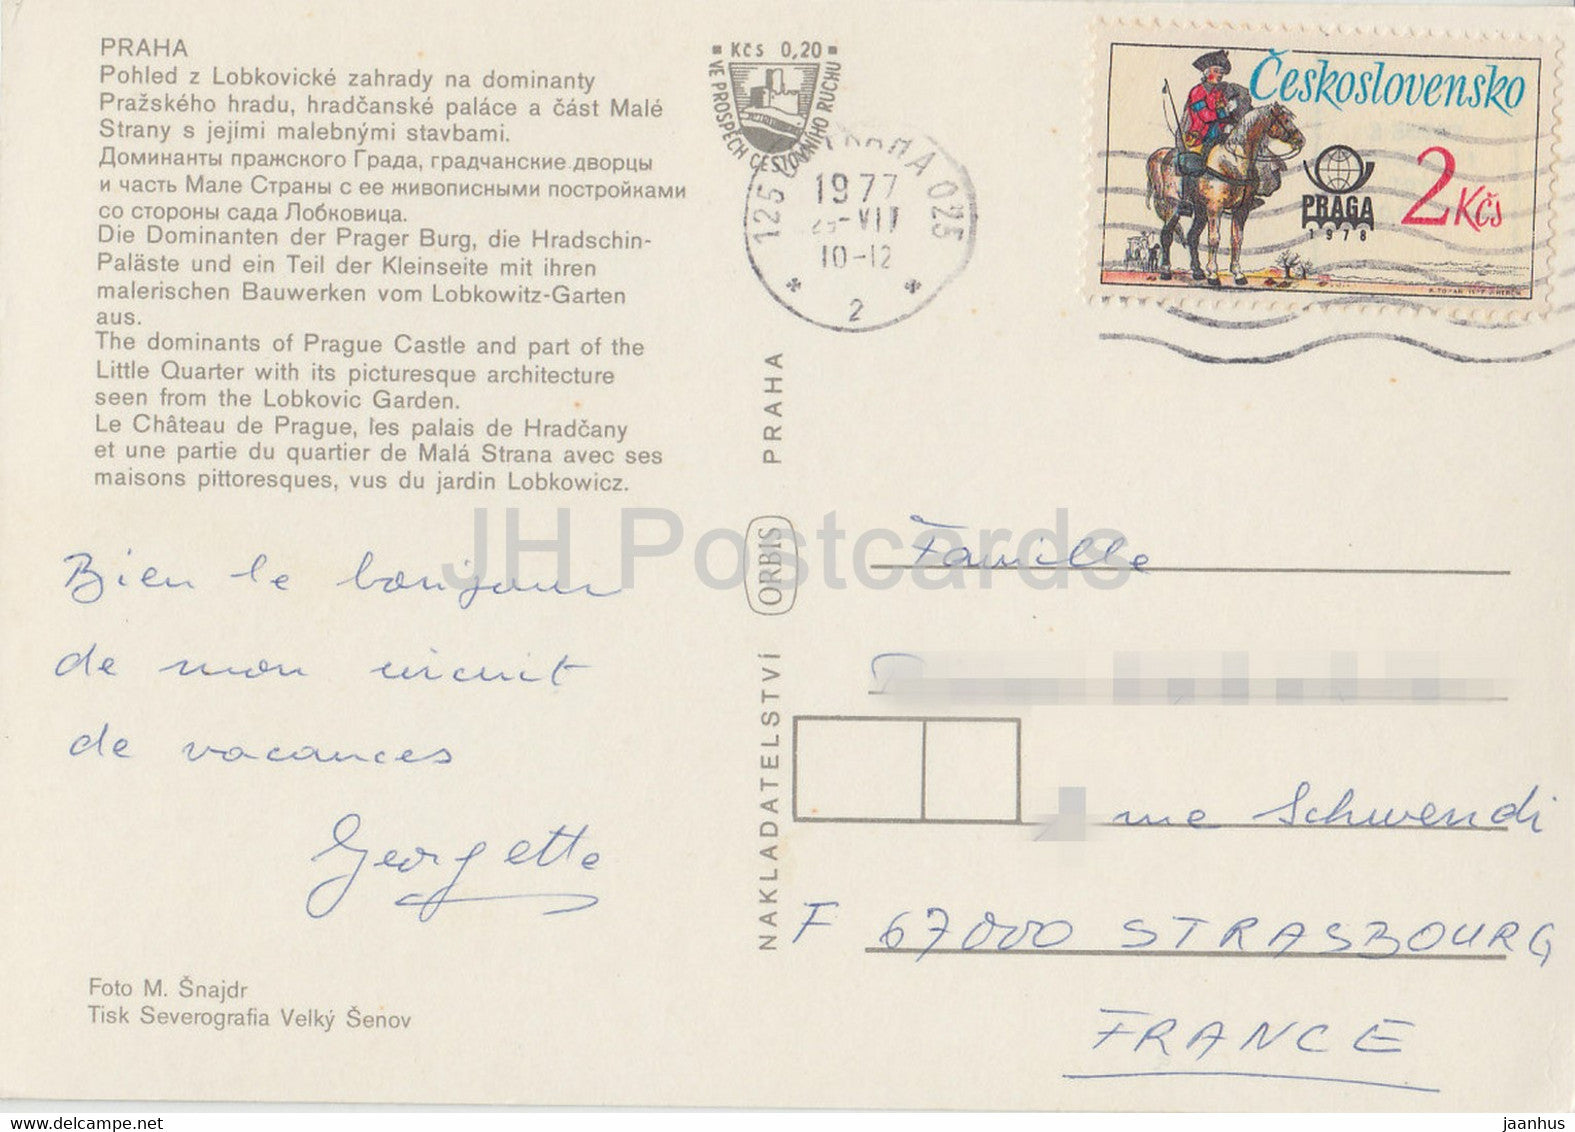 PRAHA
Pohled z Lobkovické zahrady na dominanty
Pražského hradu, hradčanské paláce a část Malé
Strany s jejími malebnými stavbami.
Доминанты пражского Града, градчанские дворцы
и часть Мале Страны с ее живописными постройками
со стороны сада Лобковица.
Die Dominanten der Prager Burg, die Hradschin-
Paläste und ein Teil der Kleinseite mit ihren
malerischen Bauwerken vom Lobkowitz-Garten
aus.
The dominants of Prague Castle and part of the
Little Quarter with its picturesque architecture
seen from the Lobkovic Garden.
Le Château de Prague, les palais de Hradčany
et une partie du quartier de Malá Strana avec ses
maisons pittoresques, vus du jardin Lobkowicz.
Bien le bonjour
de mon circuit
de vacances
Georgette
Foto M. Šnajdr
Tisk Severografia Velký Šenov
Kčs 0,20
VE PROSPĚCH CESTOVNÍHO RUCHU
125 PRAHA 025
1977
-VII
10-12
2
Československo
PRAGA
1978
2 Kčs
NAKLADATELSTVÍ ORBIS PRAHA
Famille
rue Schwendi
F 67000 STRASBOURG
FRANCE
JH Postcards
jaanhus